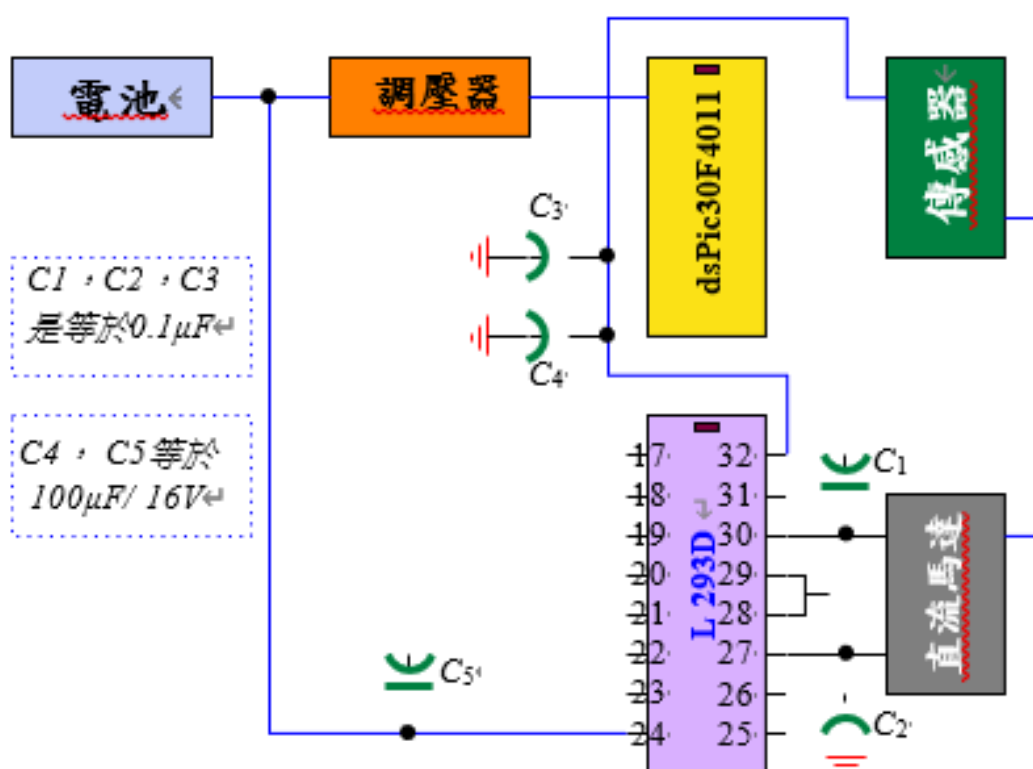 電池
調壓器
dsPic30F4011
傳感器
C3
C4
C1，C2，C3
是等於0.1μF
C4， C5等於
100μF/ 16V
17 32
18 31
19 30
20 29
21 28
22 27
23 26
24 25
L 293D
C1
C2
C5
直流馬達